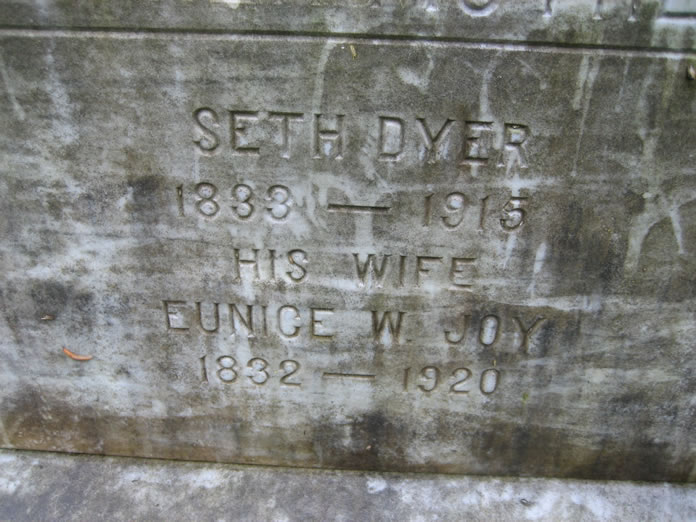 SETH DYER
1833 — 1915
HIS WIFE
EUNICE W. JOY
1832 — 1920